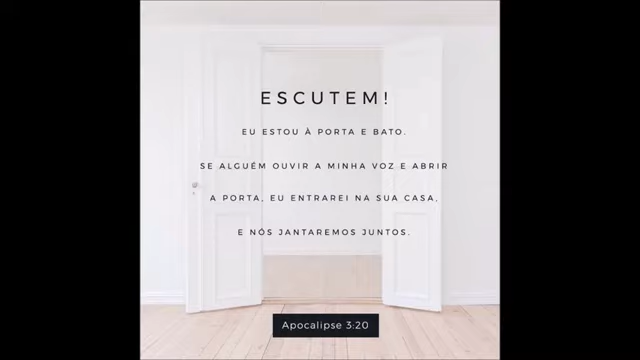 ESCUTEM!
EU ESTOU À PORTA E BATO.
SE ALGUÉM OUVIR A MINHA VOZ E ABRIR
A PORTA, EU ENTRAREI NA SUA CASA,
E NÓS JANTAREMOS JUNTOS.
Apocalipse 3:20